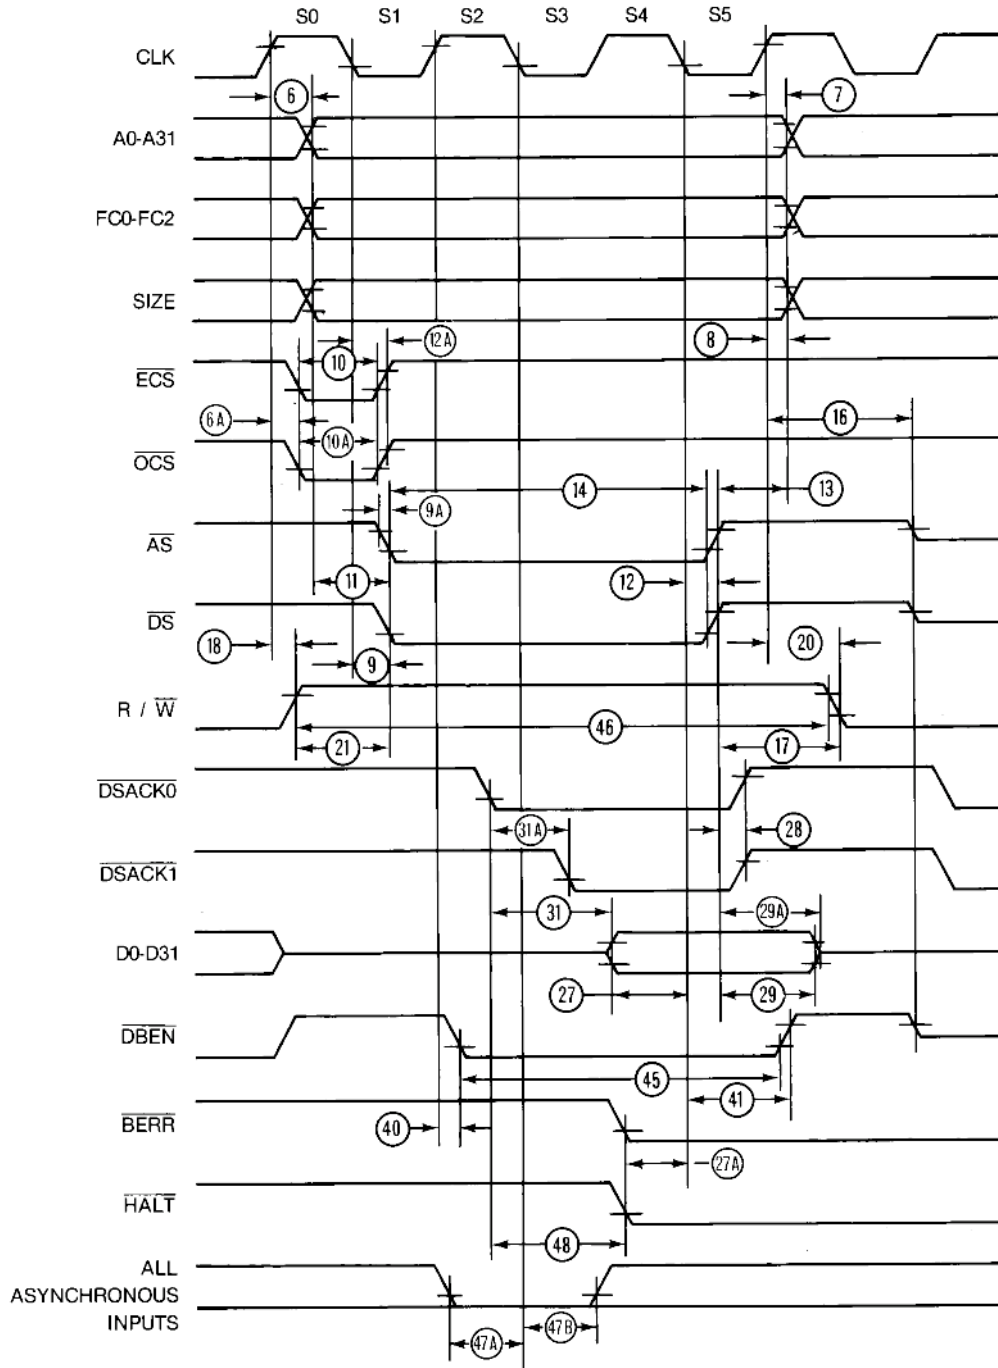 S0 S1 S2 S3 S4 S5
CLK
6 7
A0-A31
FC0-FC2
SIZE
12A 8
10
ECS
6A 16
10A
OCS
14 13
9A
AS
11 12
DS
18 20
9
R / W
46
21 17
DSACK0
31A 28
DSACK1
31 29A
D0-D31
27 29
DBEN
45
41
BERR
40
27A
HALT
48
ALL
ASYNCHRONOUS
INPUTS
47A 47B